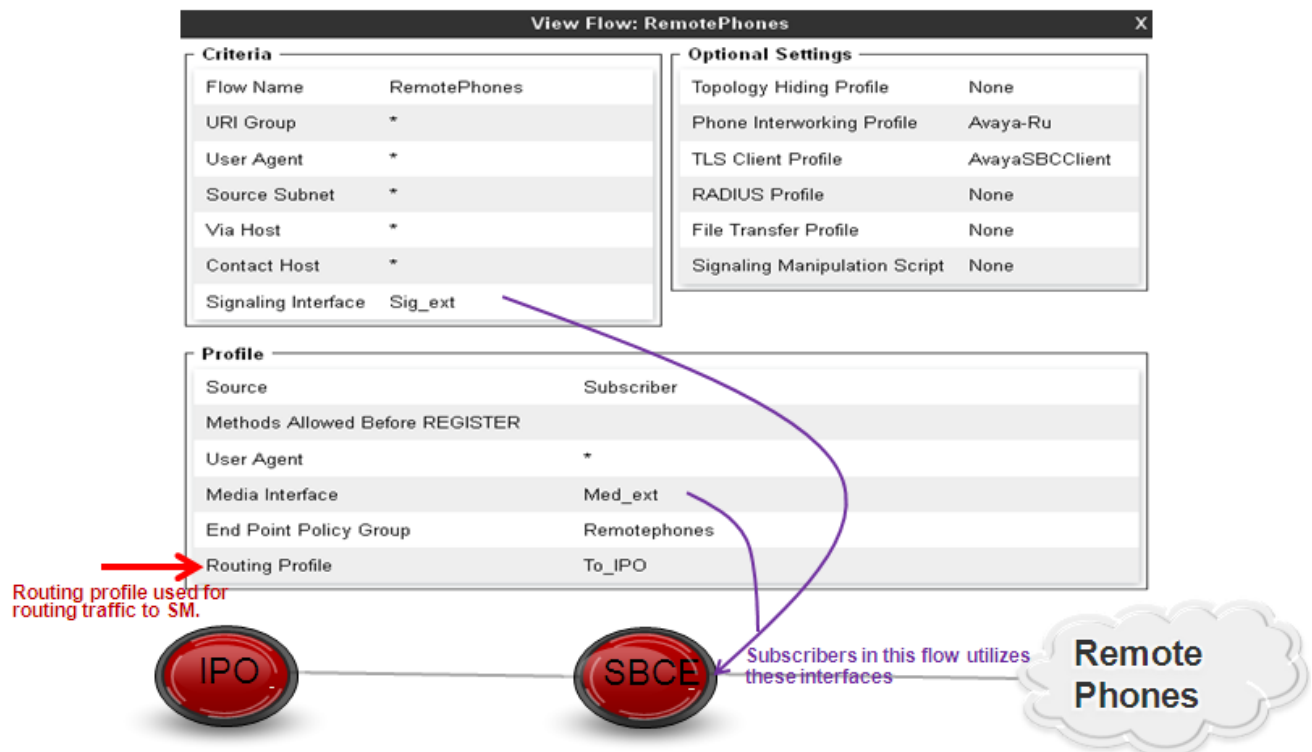 View Flow: RemotePhones X
Criteria
Flow Name RemotePhones
URI Group *
User Agent *
Source Subnet *
Via Host *
Contact Host *
Signaling Interface Sig_ext
Optional Settings
Topology Hiding Profile None
Phone Interworking Profile Avaya-Ru
TLS Client Profile AvayaSBCClient
RADIUS Profile None
File Transfer Profile None
Signaling Manipulation Script None
Profile
Source Subscriber
Methods Allowed Before REGISTER
User Agent *
Media Interface Med_ext
End Point Policy Group Remotephones
Routing Profile To_IPO
Routing profile used for
routing traffic to SM.
IPO
SBCE
Subscribers in this flow utilizes
these interfaces
Remote
Phones